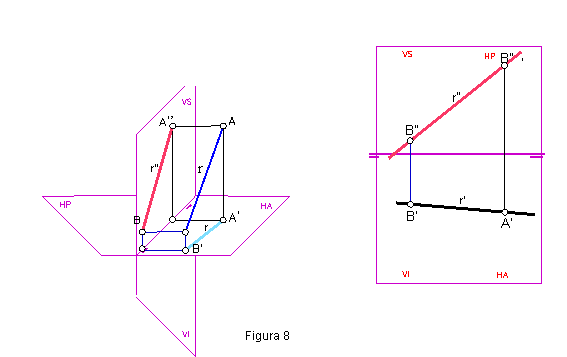 VS
A'"
A
r"
r
HP
HA
B
r
A'
B'
VI
Figura 8
VS
HP
B" '
r"
B"
r'
B'
A'
VI
HA